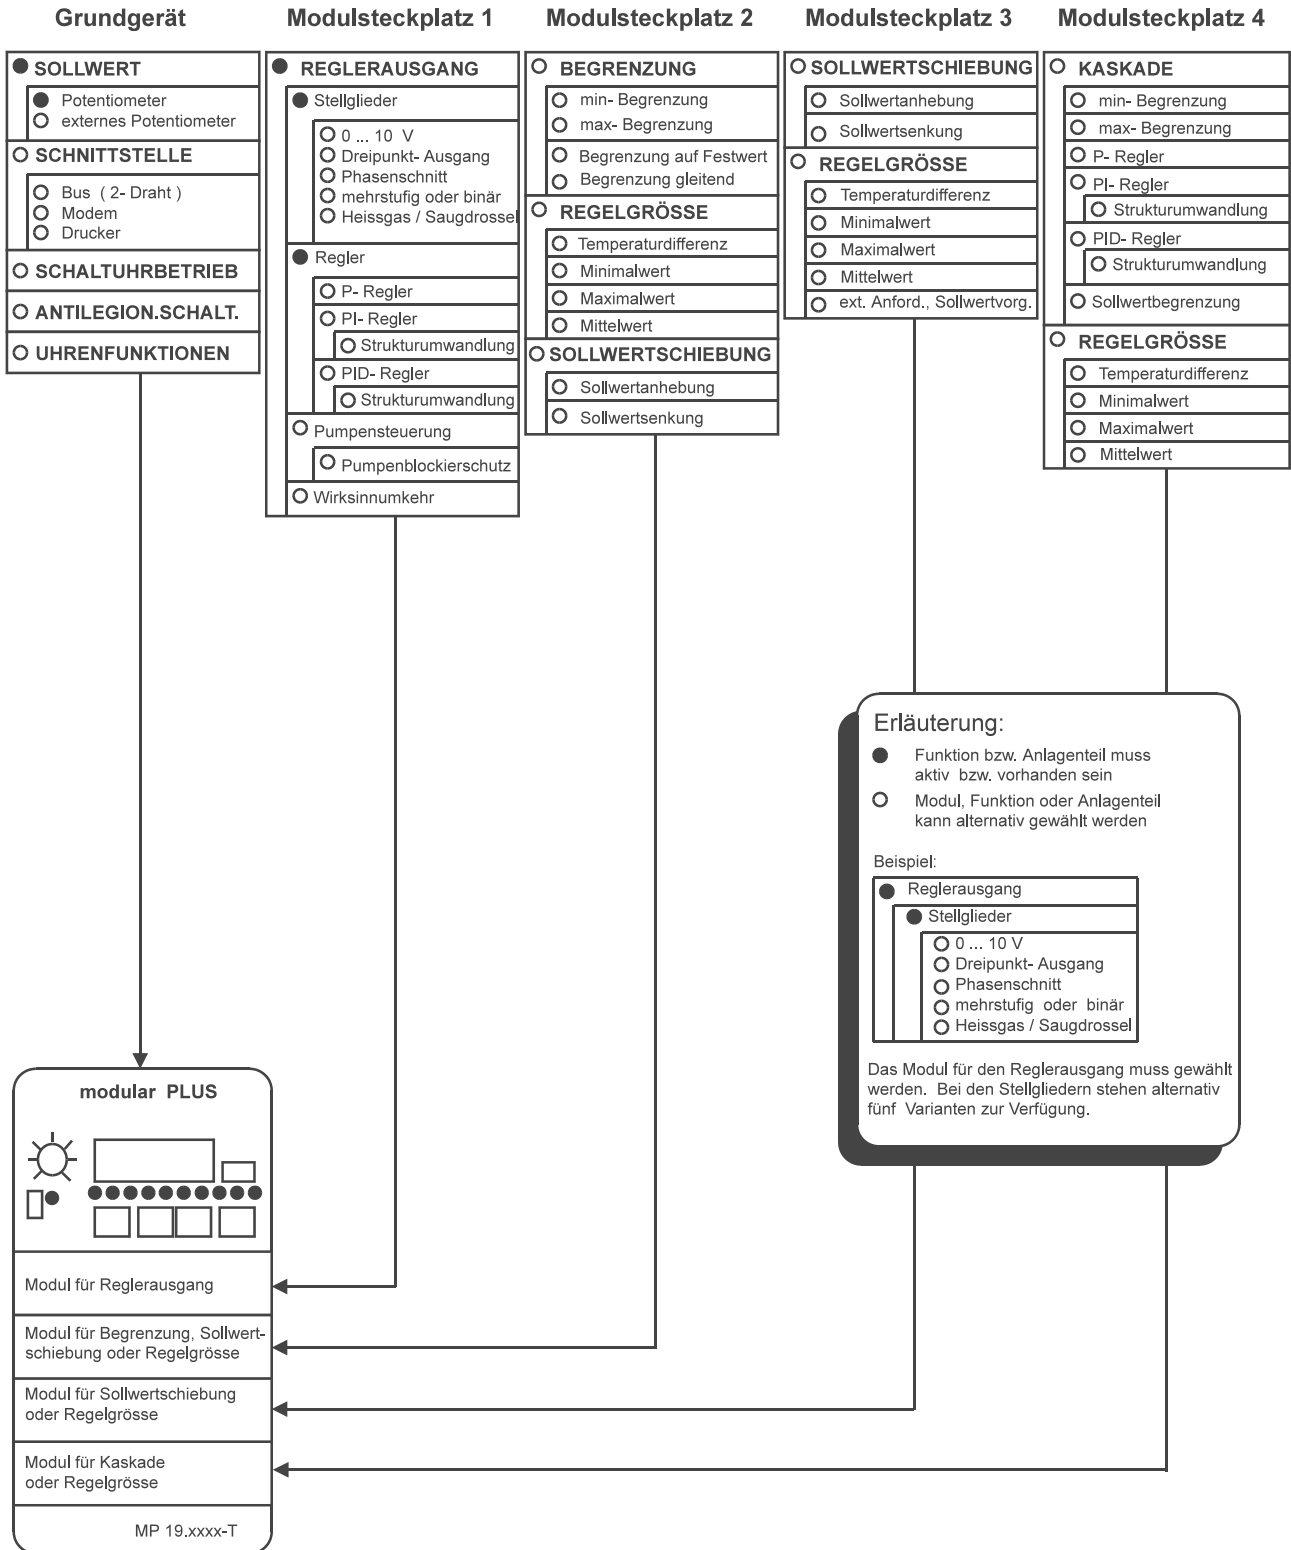 Grundgerät
SOLLWERT
Potentiometer
externes Potentiometer
SCHNITTSTELLE
Bus ( 2- Draht )
Modem
Drucker
SCHALTUHRBETRIEB
ANTILEGION.SCHALT.
UHRENFUNKTIONEN
Modulsteckplatz 1
REGLERAUSGANG
Stellglieder
0 ... 10 V
Dreipunkt- Ausgang
Phasenschnitt
mehrstufig oder binär
Heissgas / Saugdrossel
Regler
P- Regler
PI- Regler
Strukturumwandlung
PID- Regler
Strukturumwandlung
Pumpensteuerung
Pumpenblockierschutz
Wirksinnumkehr
Modulsteckplatz 2
BEGRENZUNG
min- Begrenzung
max- Begrenzung
Begrenzung auf Festwert
Begrenzung gleitend
REGELGRÖSSE
Temperaturdifferenz
Minimalwert
Maximalwert
Mittelwert
SOLLWERTSCHIEBUNG
Sollwertanhebung
Sollwertsenkung
Modulsteckplatz 3
SOLLWERTSCHIEBUNG
Sollwertanhebung
Sollwertsenkung
REGELGRÖSSE
Temperaturdifferenz
Minimalwert
Maximalwert
Mittelwert
ext. Anford., Sollwertvorg.
Modulsteckplatz 4
KASKADE
min- Begrenzung
max- Begrenzung
P- Regler
PI- Regler
Strukturumwandlung
PID- Regler
Strukturumwandlung
Sollwertbegrenzung
REGELGRÖSSE
Temperaturdifferenz
Minimalwert
Maximalwert
Mittelwert
Erläuterung:
Funktion bzw. Anlagenteil muss
aktiv bzw. vorhanden sein
Modul, Funktion oder Anlagenteil
kann alternativ gewählt werden
Beispiel:
Reglerausgang
Stellglieder
0 ... 10 V
Dreipunkt- Ausgang
Phasenschnitt
mehrstufig oder binär
Heissgas / Saugdrossel
Das Modul für den Reglerausgang muss gewählt
werden. Bei den Stellgliedern stehen alternativ
fünf Varianten zur Verfügung.
modular PLUS
Modul für Reglerausgang
Modul für Begrenzung, Sollwert-
schiebung oder Regelgrösse
Modul für Sollwertschiebung
oder Regelgrösse
Modul für Kaskade
oder Regelgrösse
MP 19.xxxx-T